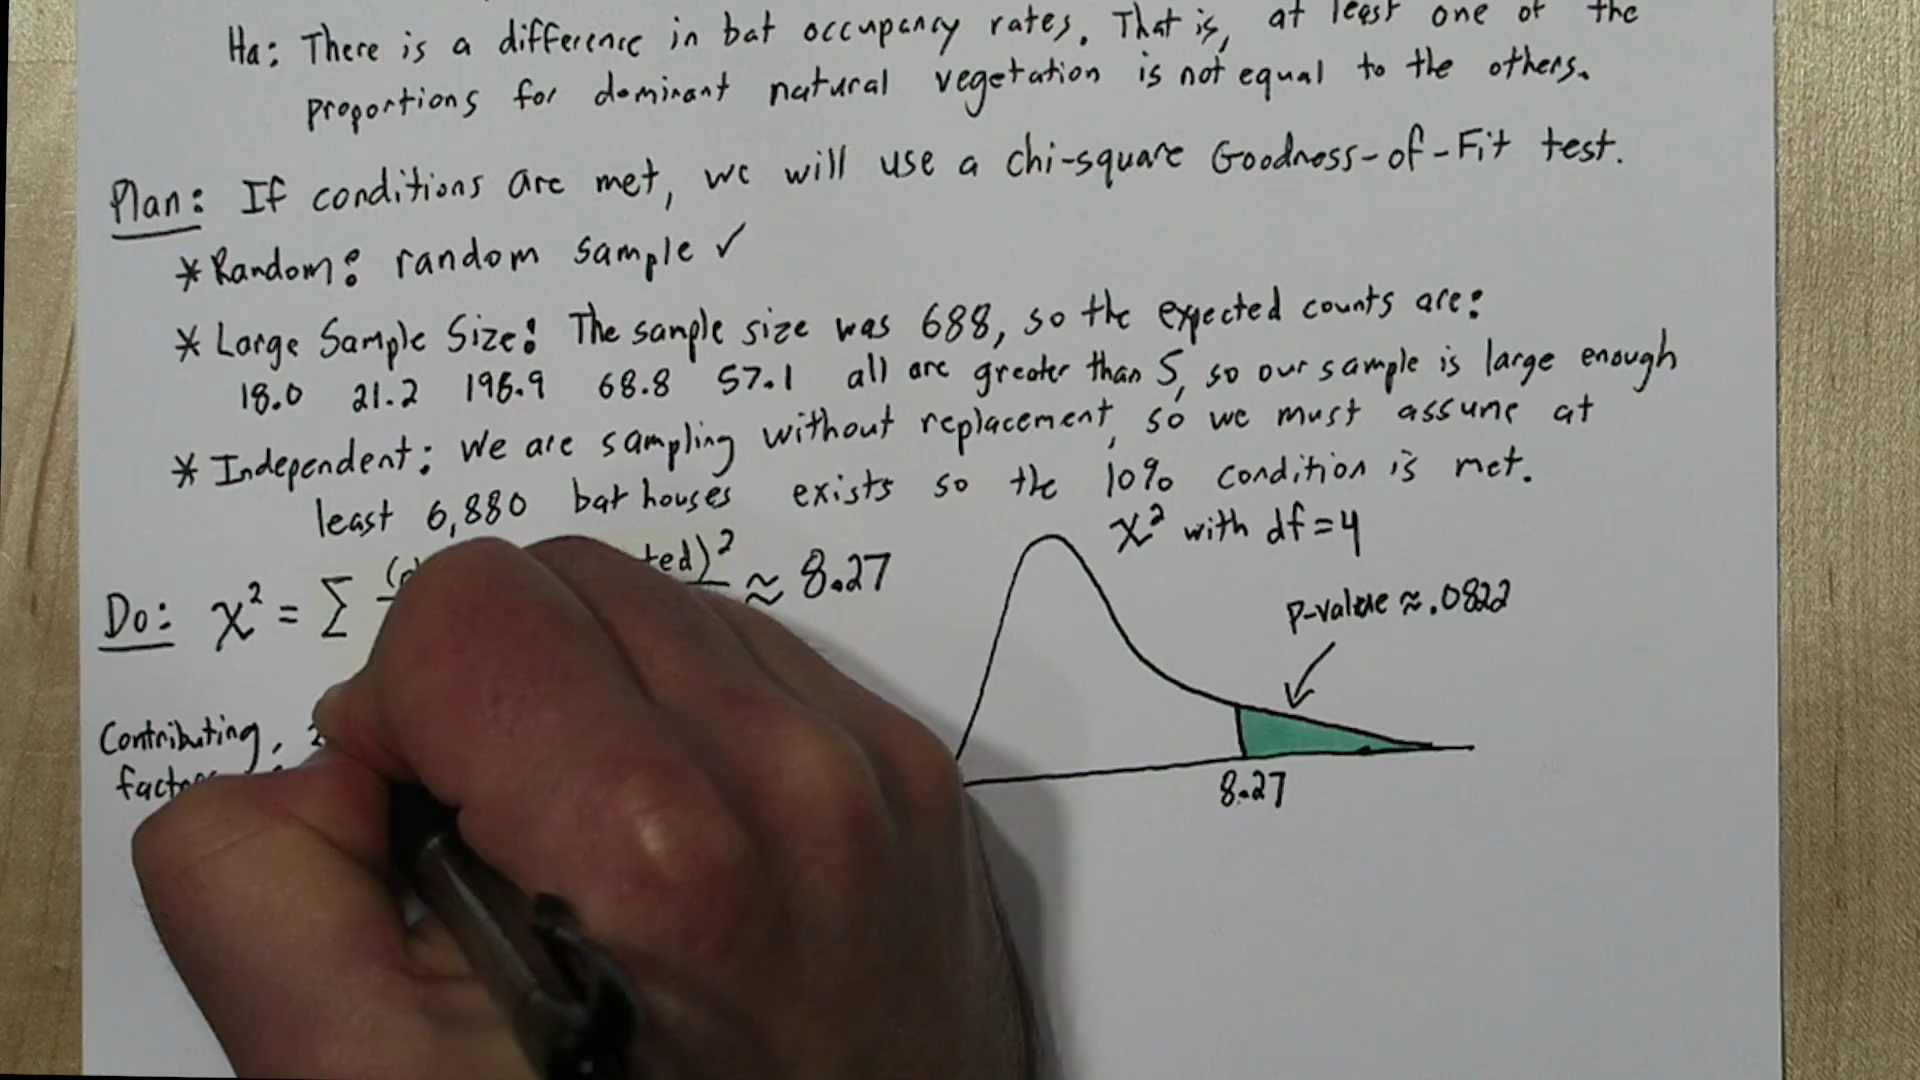 Ha: There is a difference in bat occupancy rates. That is, at least one of the
proportions for dominant natural vegetation is not equal to the others.
Plan: If conditions are met, we will use a chi-square Goodness-of-Fit test.
* Random: random sample ✓
* Large Sample Size: The sample size was 688, so the expected counts are:
18.0 21.2 196.9 68.8 57.1 all are greater than 5, so our sample is large enough
* Independent: We are sampling without replacement, so we must assume at
least 6,880 bat houses exists so the 10% condition is met.
χ² with df=4
Do: χ² = Σ ≈ 8.27
p-value ≈ .0822
Contributing
8.27